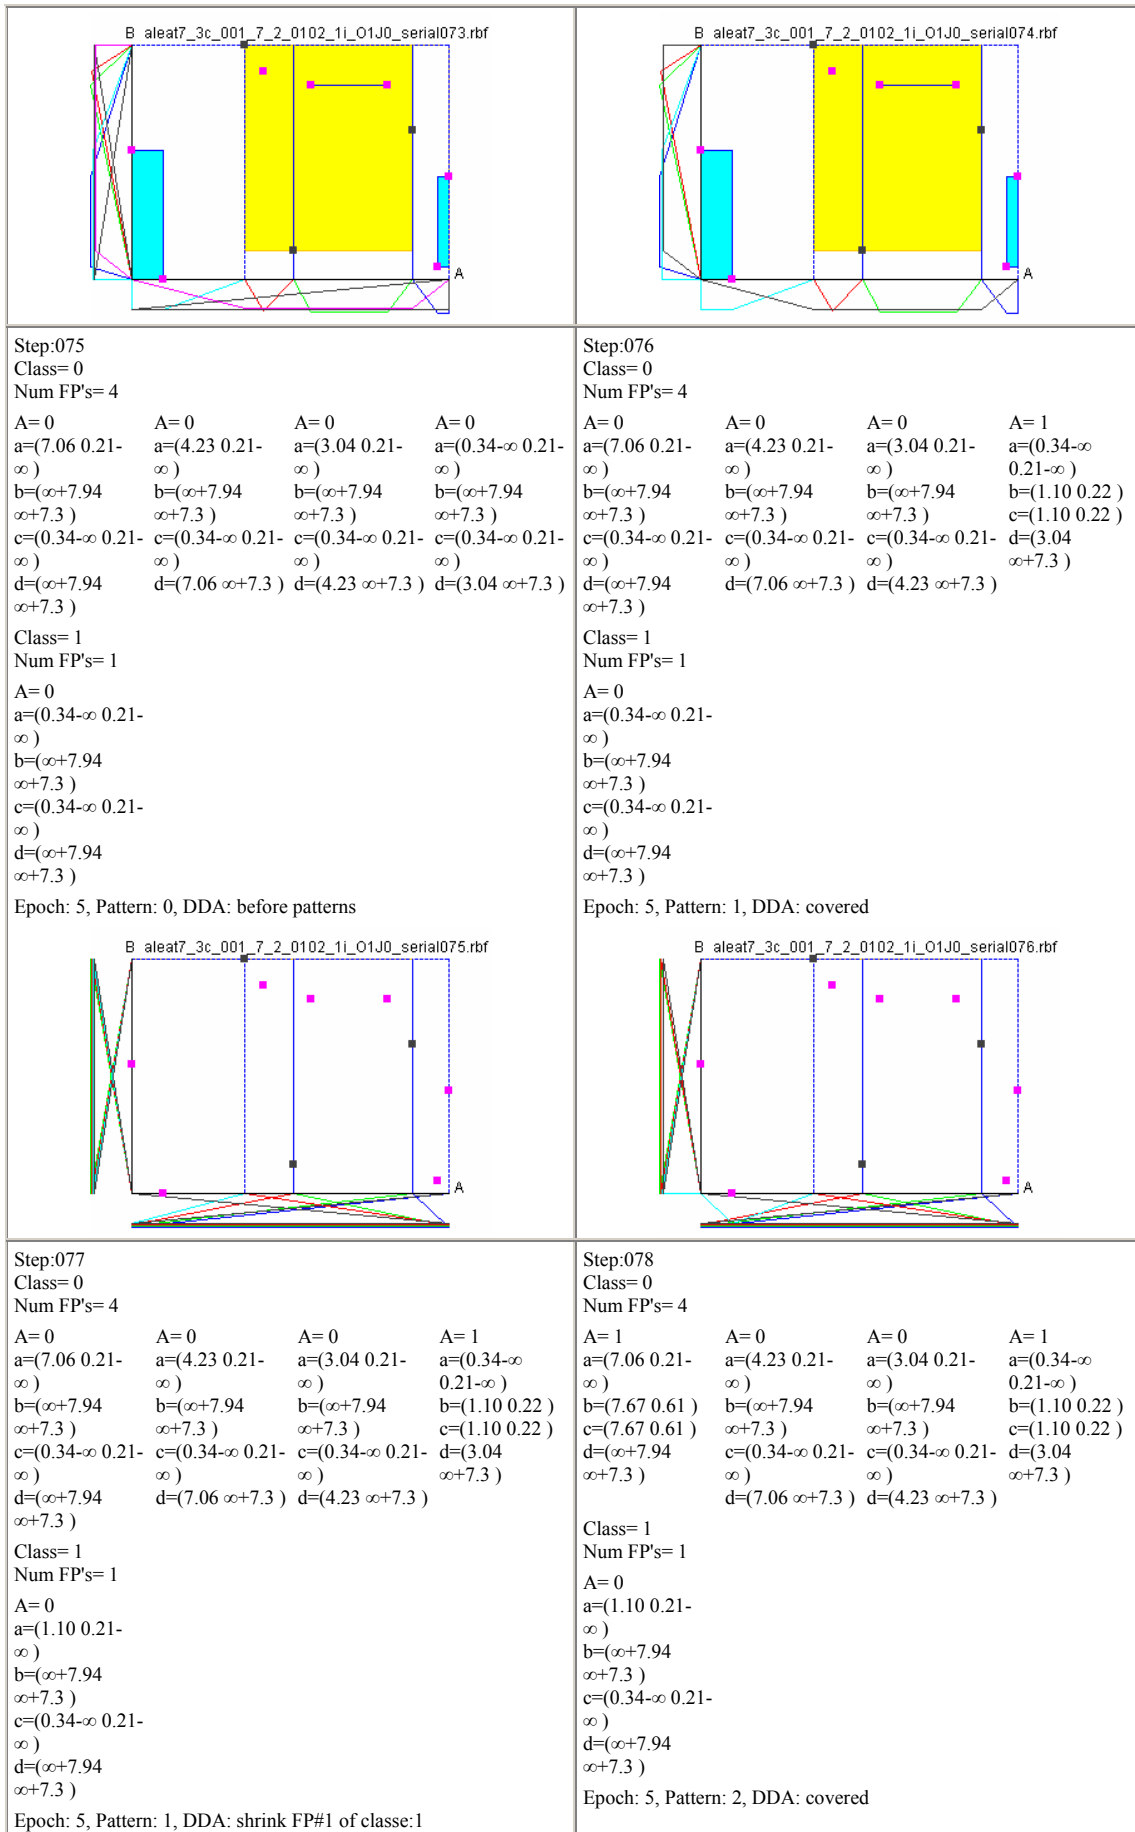 B aleat7_3c_001_7_2_0102_1i_O1J0_serial073.rbf
A
B aleat7_3c_001_7_2_0102_1i_O1J0_serial074.rbf
A
Step:075
Class= 0
Num FP's= 4
A= 0 A= 0 A= 0 A= 0
a=(7.06 0.21- a=(4.23 0.21- a=(3.04 0.21- a=(0.34-∞ 0.21-
∞ ) ∞ ) ∞ ) ∞ )
b=(∞+7.94 b=(∞+7.94 b=(∞+7.94 b=(∞+7.94
∞+7.3 ) ∞+7.3 ) ∞+7.3 ) ∞+7.3 )
c=(0.34-∞ 0.21- c=(0.34-∞ 0.21- c=(0.34-∞ 0.21- c=(0.34-∞ 0.21-
∞ ) ∞ ) ∞ ) ∞ )
d=(∞+7.94 d=(7.06 ∞+7.3 ) d=(4.23 ∞+7.3 ) d=(3.04 ∞+7.3 )
∞+7.3 )
Class= 1
Num FP's= 1
A= 0
a=(0.34-∞ 0.21-
∞ )
b=(∞+7.94
∞+7.3 )
c=(0.34-∞ 0.21-
∞ )
d=(∞+7.94
∞+7.3 )
Epoch: 5, Pattern: 0, DDA: before patterns
B aleat7_3c_001_7_2_0102_1i_O1J0_serial075.rbf
A
Step:076
Class= 0
Num FP's= 4
A= 0 A= 0 A= 0 A= 1
a=(7.06 0.21- a=(4.23 0.21- a=(3.04 0.21- a=(0.34-∞
∞ ) ∞ ) ∞ ) 0.21-∞ )
b=(∞+7.94 b=(∞+7.94 b=(∞+7.94 b=(1.10 0.22 )
∞+7.3 ) ∞+7.3 ) ∞+7.3 ) c=(1.10 0.22 )
c=(0.34-∞ 0.21- c=(0.34-∞ 0.21- c=(0.34-∞ 0.21- d=(3.04
∞ ) ∞ ) ∞ ) ∞+7.3 )
d=(∞+7.94 d=(7.06 ∞+7.3 ) d=(4.23 ∞+7.3 )
∞+7.3 )
Class= 1
Num FP's= 1
A= 0
a=(0.34-∞ 0.21-
∞ )
b=(∞+7.94
∞+7.3 )
c=(0.34-∞ 0.21-
∞ )
d=(∞+7.94
∞+7.3 )
Epoch: 5, Pattern: 1, DDA: covered
B aleat7_3c_001_7_2_0102_1i_O1J0_serial076.rbf
A
Step:077
Class= 0
Num FP's= 4
A= 0 A= 0 A= 0 A= 1
a=(7.06 0.21- a=(4.23 0.21- a=(3.04 0.21- a=(0.34-∞
∞ ) ∞ ) ∞ ) 0.21-∞ )
b=(∞+7.94 b=(∞+7.94 b=(∞+7.94 b=(1.10 0.22 )
∞+7.3 ) ∞+7.3 ) ∞+7.3 ) c=(1.10 0.22 )
c=(0.34-∞ 0.21- c=(0.34-∞ 0.21- c=(0.34-∞ 0.21- d=(3.04
∞ ) ∞ ) ∞ ) ∞+7.3 )
d=(∞+7.94 d=(7.06 ∞+7.3 ) d=(4.23 ∞+7.3 )
∞+7.3 )
Class= 1
Num FP's= 1
A= 0
a=(1.10 0.21-
∞ )
b=(∞+7.94
∞+7.3 )
c=(0.34-∞ 0.21-
∞ )
d=(∞+7.94
∞+7.3 )
Epoch: 5, Pattern: 1, DDA: shrink FP#1 of classe:1
Step:078
Class= 0
Num FP's= 4
A= 1 A= 0 A= 0 A= 1
a=(7.06 0.21- a=(4.23 0.21- a=(3.04 0.21- a=(0.34-∞
∞ ) ∞ ) ∞ ) 0.21-∞ )
b=(7.67 0.61 ) b=(∞+7.94 b=(∞+7.94 b=(1.10 0.22 )
c=(7.67 0.61 ) ∞+7.3 ) ∞+7.3 ) c=(1.10 0.22 )
d=(∞+7.94 c=(0.34-∞ 0.21- c=(0.34-∞ 0.21- d=(3.04
∞+7.3 ) ∞ ) ∞ ) ∞+7.3 )
d=(7.06 ∞+7.3 ) d=(4.23 ∞+7.3 )
Class= 1
Num FP's= 1
A= 0
a=(1.10 0.21-
∞ )
b=(∞+7.94
∞+7.3 )
c=(0.34-∞ 0.21-
∞ )
d=(∞+7.94
∞+7.3 )
Epoch: 5, Pattern: 2, DDA: covered